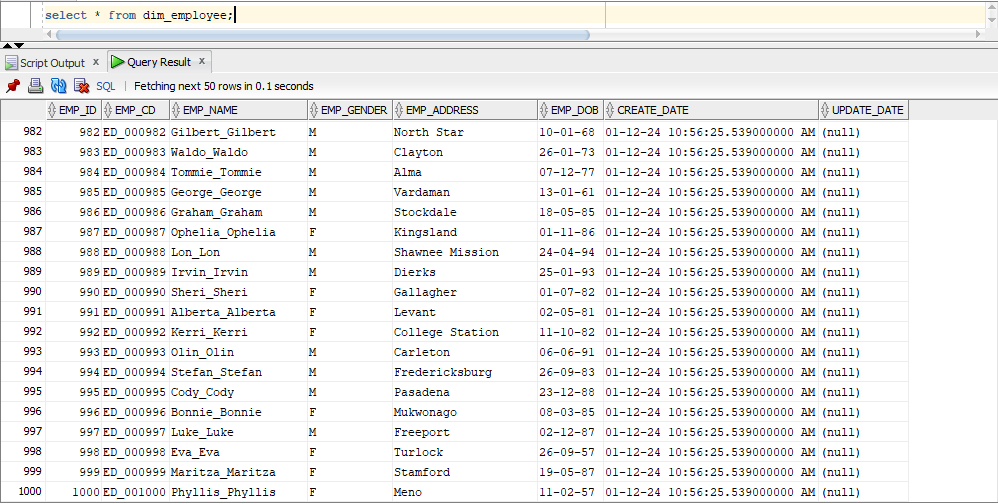 select * from dim_employee;
Script Output x Query Result x
SQL | Fetching next 50 rows in 0.1 seconds
EMP_ID EMP_CD EMP_NAME EMP_GENDER EMP_ADDRESS EMP_DOB CREATE_DATE UPDATE_DATE
982 982 ED_000982 Gilbert_Gilbert M North Star 10-01-68 01-12-24 10:56:25.539000000 AM (null)
983 983 ED_000983 Waldo_Waldo M Clayton 26-01-73 01-12-24 10:56:25.539000000 AM (null)
984 984 ED_000984 Tommie_Tommie M Alma 07-12-77 01-12-24 10:56:25.539000000 AM (null)
985 985 ED_000985 George_George M Vardaman 13-01-61 01-12-24 10:56:25.539000000 AM (null)
986 986 ED_000986 Graham_Graham M Stockdale 18-05-85 01-12-24 10:56:25.539000000 AM (null)
987 987 ED_000987 Ophelia_Ophelia F Kingsland 01-11-86 01-12-24 10:56:25.539000000 AM (null)
988 988 ED_000988 Lon_Lon M Shawnee Mission 24-04-94 01-12-24 10:56:25.539000000 AM (null)
989 989 ED_000989 Irvin_Irvin M Dierks 25-01-93 01-12-24 10:56:25.539000000 AM (null)
990 990 ED_000990 Sheri_Sheri F Gallagher 01-07-82 01-12-24 10:56:25.539000000 AM (null)
991 991 ED_000991 Alberta_Alberta F Levant 02-05-81 01-12-24 10:56:25.539000000 AM (null)
992 992 ED_000992 Kerri_Kerri F College Station 11-10-82 01-12-24 10:56:25.539000000 AM (null)
993 993 ED_000993 Olin_Olin M Carleton 06-06-91 01-12-24 10:56:25.539000000 AM (null)
994 994 ED_000994 Stefan_Stefan M Fredericksburg 26-09-83 01-12-24 10:56:25.539000000 AM (null)
995 995 ED_000995 Cody_Cody M Pasadena 23-12-88 01-12-24 10:56:25.539000000 AM (null)
996 996 ED_000996 Bonnie_Bonnie F Mukwonago 08-03-85 01-12-24 10:56:25.539000000 AM (null)
997 997 ED_000997 Luke_Luke M Freeport 02-12-87 01-12-24 10:56:25.539000000 AM (null)
998 998 ED_000998 Eva_Eva F Turlock 26-09-57 01-12-24 10:56:25.539000000 AM (null)
999 999 ED_000999 Maritza_Maritza F Stamford 19-05-87 01-12-24 10:56:25.539000000 AM (null)
1000 1000 ED_001000 Phyllis_Phyllis F Meno 11-02-57 01-12-24 10:56:25.539000000 AM (null)